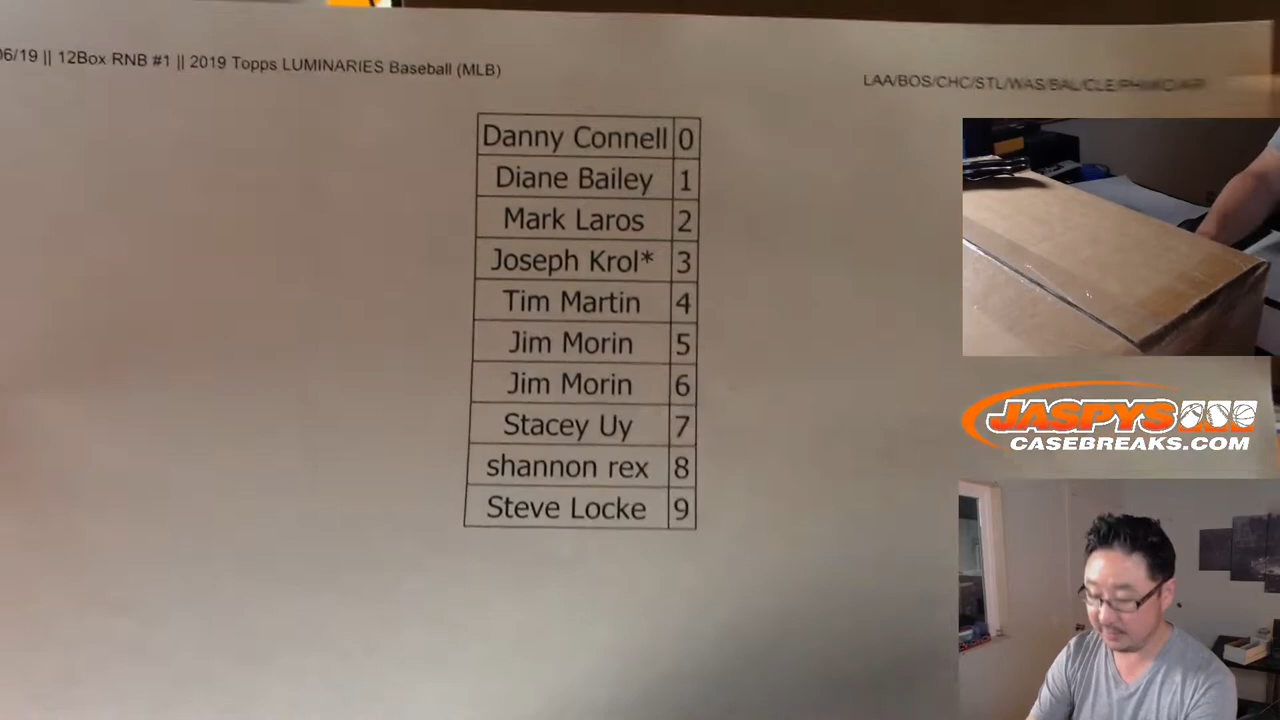 06/19 || 12Box RNB #1 || 2019 Topps LUMINARIES Baseball (MLB)
LAA/BOS/CHC/STL/WAS/BAL/CLE/PHI/KC/
Danny Connell 0
Diane Bailey 1
Mark Laros 2
Joseph Krol* 3
Tim Martin 4
Jim Morin 5
Jim Morin 6
Stacey Uy 7
shannon rex 8
Steve Locke 9
JASPYS
CASEBREAKS.COM